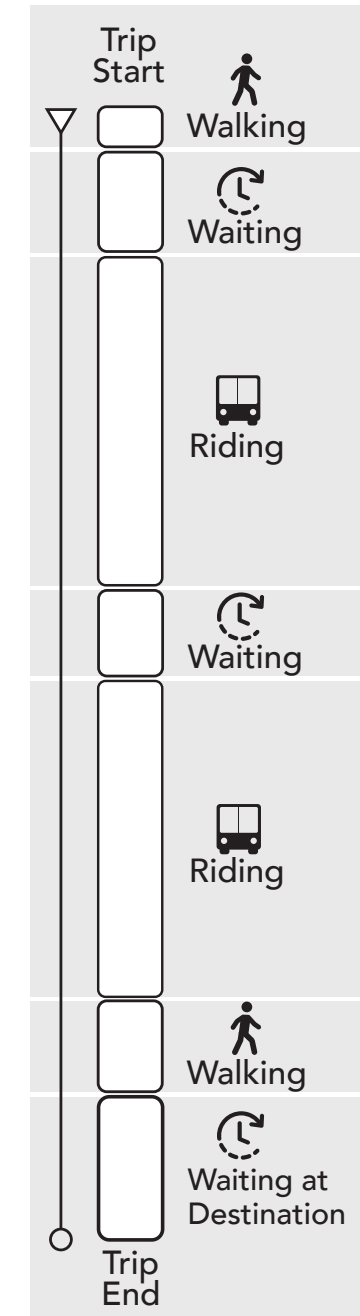 Trip
Start
Walking
Waiting
Riding
Waiting
Riding
Walking
Waiting at
Destination
Trip
End